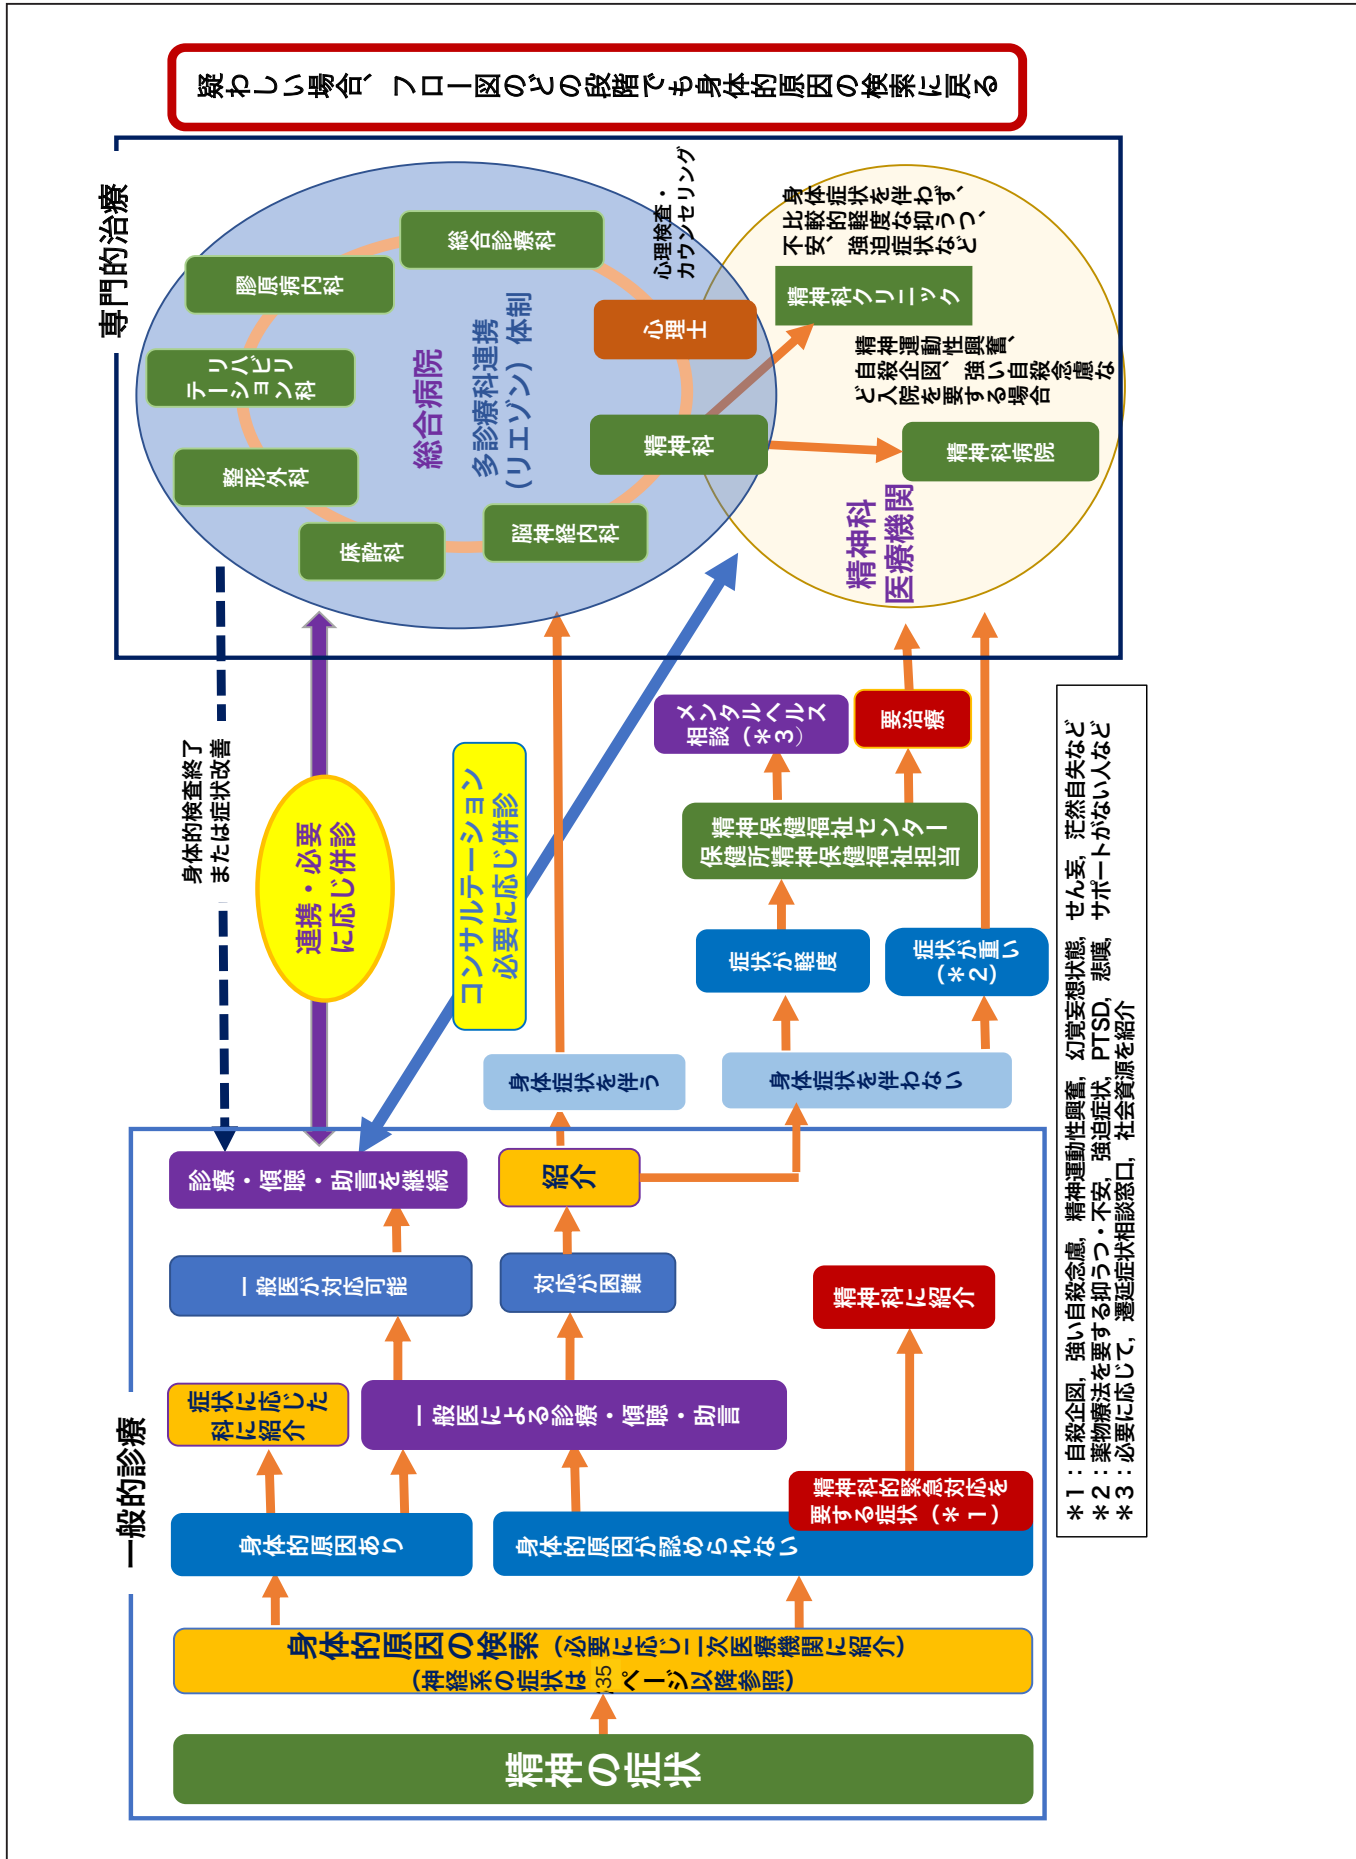 一般的診療
精神の症状
身体的原因の検索（必要に応じ二次医療機関に紹介）
（神経系の症状は35ページ以降参照）
身体的原因あり
身体的原因が認められない
精神科的緊急対応を
要する症状（＊１）
症状に応じた
科に紹介
一般医による診療・傾聴・助言
精神科に紹介
一般医が対応可能
対応が困難
診療・傾聴・助言を継続
紹介
身体症状を伴う
身体症状を伴わない
症状が軽度
症状が重い
（＊２）
精神保健福祉センター
保健所精神保健福祉担当
メンタルヘルス
相談（＊３）
要治療
身体的検査終了
または症状改善
連携・必要
に応じ併診
コンサルテーション
必要に応じ併診
専門的治療
総合病院
多診療科連携
（リエゾン）体制
麻酔科
整形外科
リハビリ
テーション科
膠原病内科
総合診療科
心理士
心理検査・
カウンセリング
精神科
脳神経内科
精神科
医療機関
精神科病院
精神運動性興奮、
自殺企図、強い自殺念慮な
ど入院を要する場合
精神科クリニック
身体症状を伴わず、
比較的軽度な抑うつ、
不安、強迫症状など
疑わしい場合、フロー図のどの段階でも身体的原因の検索に戻る
＊１：自殺企図，強い自殺念慮，精神運動性興奮，幻覚妄想状態，せん妄，茫然自失など
＊２：薬物療法を要する抑うつ・不安，強迫症状，PTSD，悲嘆，サポートがない人など
＊３：必要に応じて，遷延症状相談窓口，社会資源を紹介